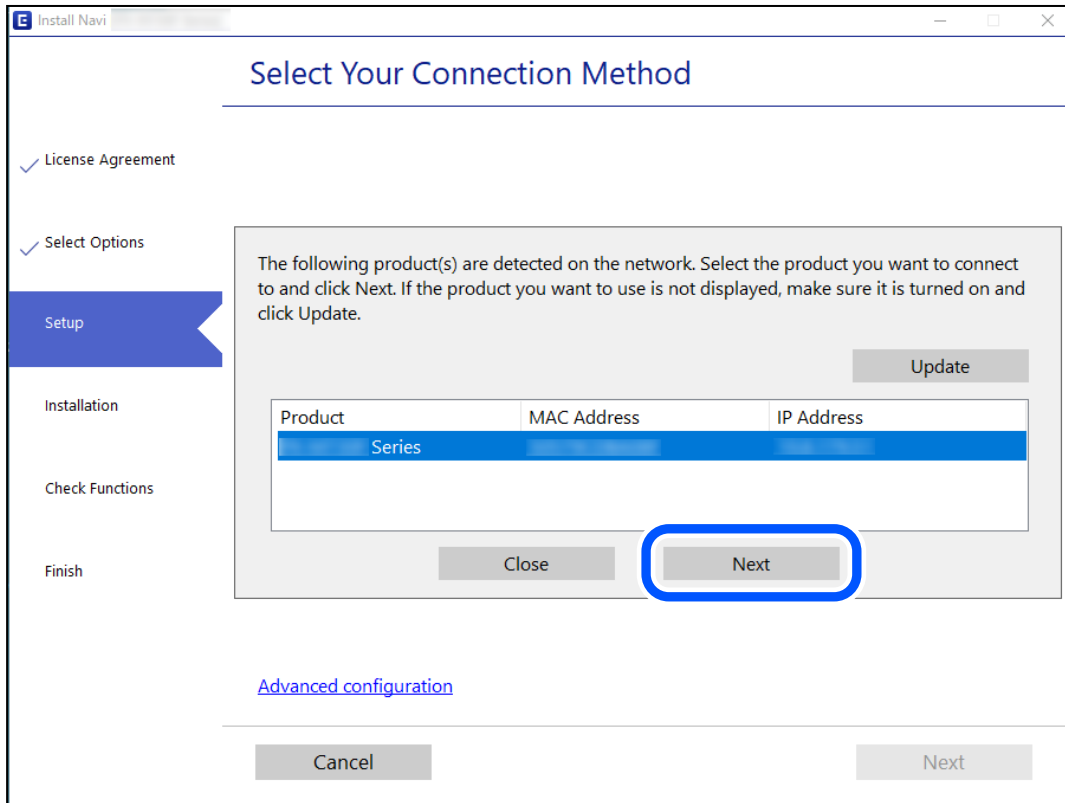 E Install Navi
Select Your Connection Method
License Agreement
Select Options
Setup
Installation
Check Functions
Finish
The following product(s) are detected on the network. Select the product you want to connect
to and click Next. If the product you want to use is not displayed, make sure it is turned on and
click Update.
Update
Product MAC Address IP Address
Series
Close Next
Advanced configuration
Cancel Next